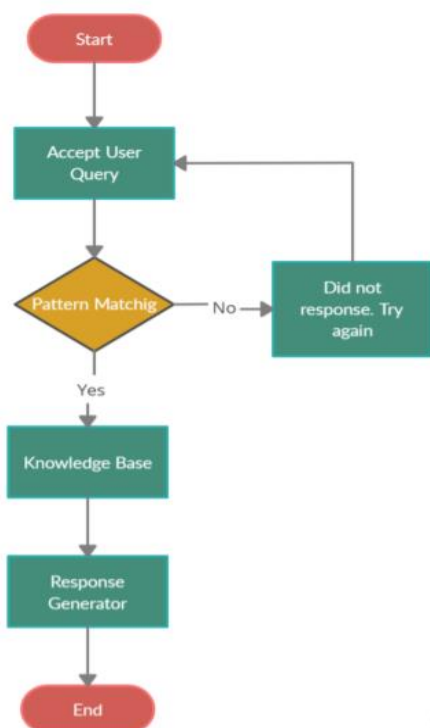 Start
Accept User
Query
Pattern Matchig
No
Did not
response. Try
again
Yes
Knowledge Base
Response
Generator
End